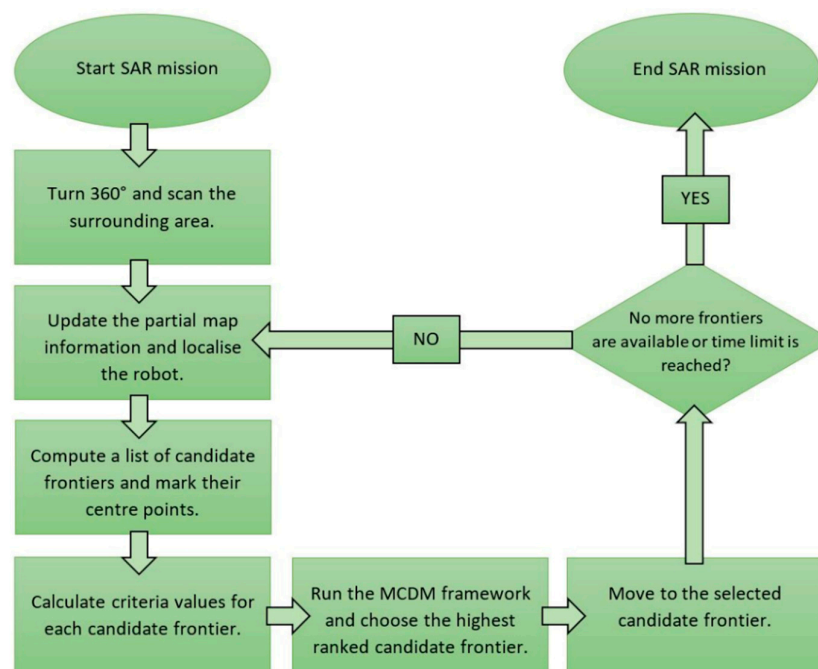 Start SAR mission
Turn 360° and scan the
surrounding area.
Update the partial map
information and localise
the robot.
Compute a list of candidate
frontiers and mark their
centre points.
Calculate criteria values for
each candidate frontier.
Run the MCDM framework
and choose the highest
ranked candidate frontier.
Move to the selected
candidate frontier.
No more frontiers
are available or time limit is
reached?
NO
YES
End SAR mission